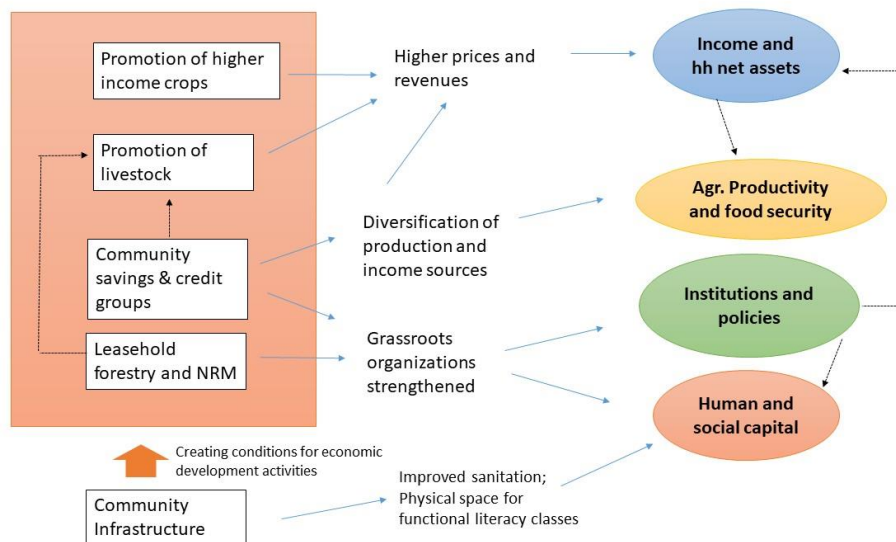 Promotion of higher
income crops
Higher prices and
revenues
Income and
hh net assets
Promotion of
livestock
Agr. Productivity
and food security
Diversification of
production and
income sources
Community
savings & credit
groups
Institutions and
policies
Leasehold
forestry and NRM
Grassroots
organizations
strengthened
Human and
social capital
Creating conditions for economic
development activities
Improved sanitation;
Physical space for
functional literacy classes
Community
Infrastructure